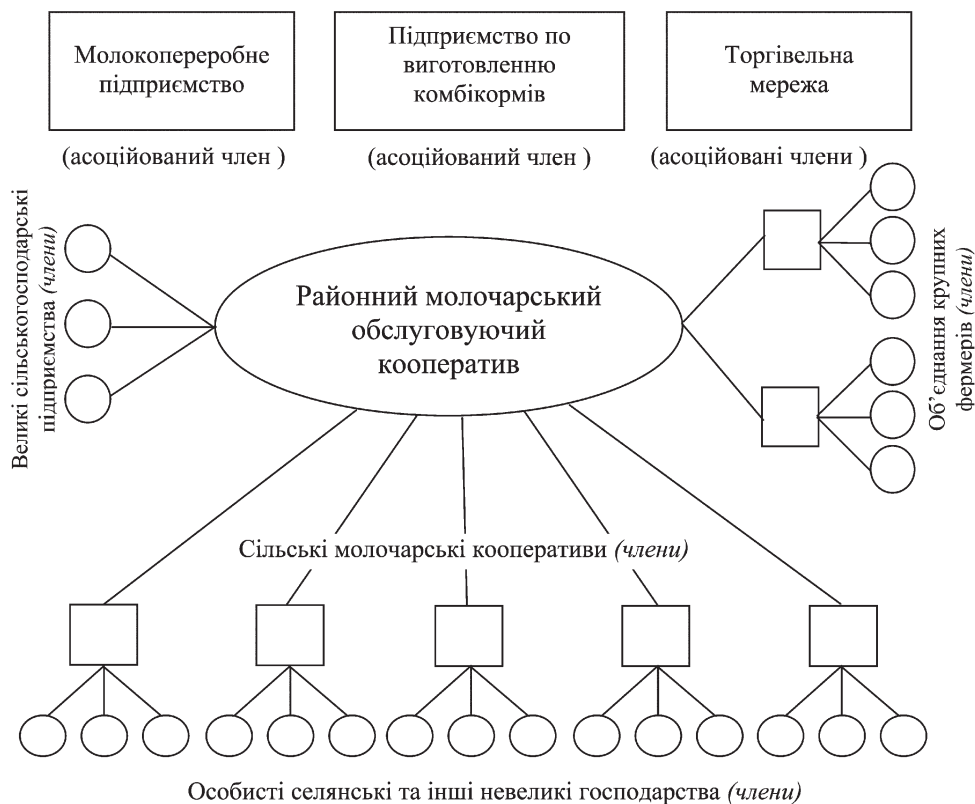 Молокопереробне
підприємство
Підприємство по
виготовленню
комбікормів
Торгівельна
мережа
(асоційований член )
(асоційований член )
(асоційовані члени )
Великі сільськогосподарські
підприємства (члени)
Районний молочарський
обслуговуючий
кооператив
Об’єднання крупних
фермерів (члени)
Сільські молочарські кооперативи (члени)
Особисті селянські та інші невеликі господарства (члени)